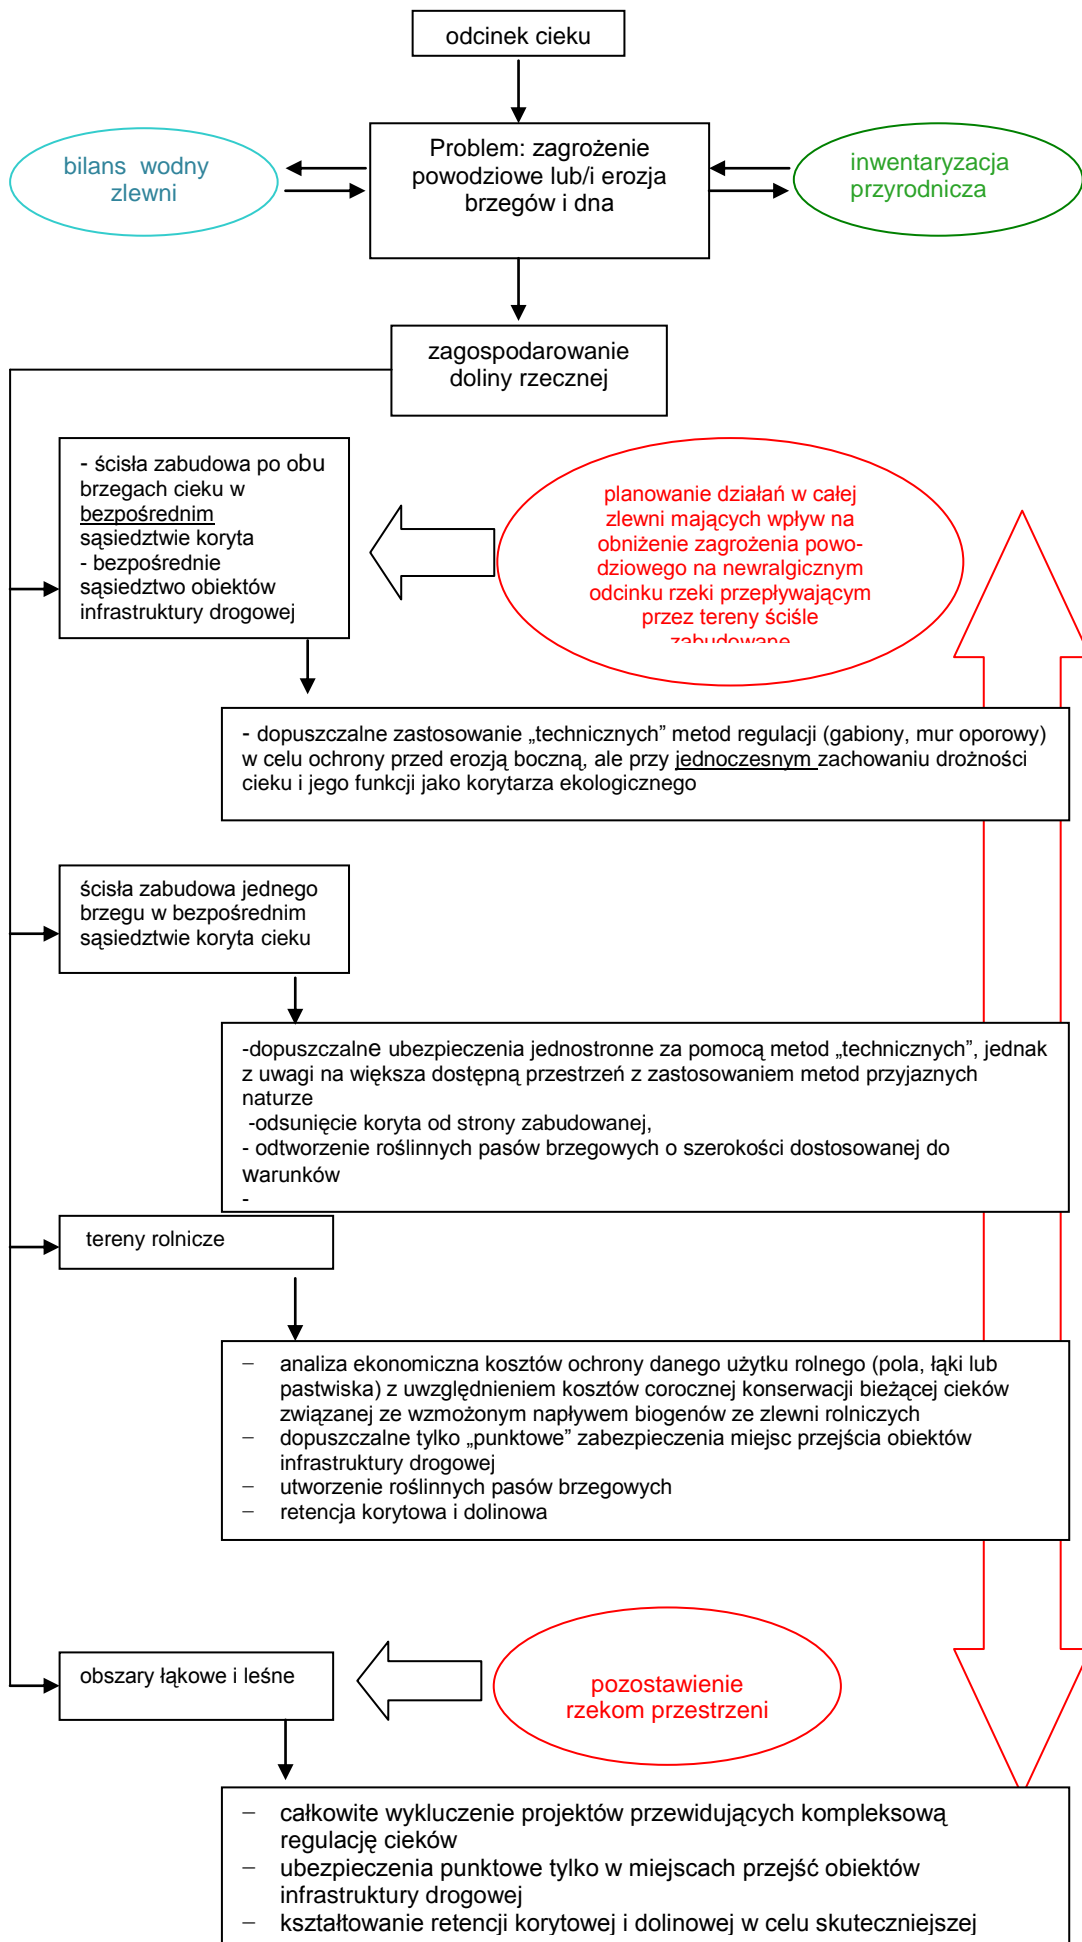 odcinek cieku
bilans wodny
zlewni
Problem: zagrożenie
powodziowe lub/i erozja
brzegów i dna
inwentaryzacja
przyrodnicza
zagospodarowanie
doliny rzecznej
- ścisła zabudowa po obu
brzegach cieku w
bezpośrednim
sąsiedztwie koryta
- bezpośrednie
sąsiedztwo obiektów
infrastruktury drogowej
planowanie działań w całej
zlewni mających wpływ na
obniżenie zagrożenia powo-
dziowego na newralgicznym
odcinku rzeki przepływającym
przez tereny ściśle
zabudowane
- dopuszczalne zastosowanie „technicznych” metod regulacji (gabiony, mur oporowy)
w celu ochrony przed erozją boczną, ale przy jednoczesnym zachowaniu drożności
cieku i jego funkcji jako korytarza ekologicznego
ścisła zabudowa jednego
brzegu w bezpośrednim
sąsiedztwie koryta cieku
-dopuszczalne ubezpieczenia jednostronne za pomocą metod „technicznych”, jednak
z uwagi na większa dostępną przestrzeń z zastosowaniem metod przyjaznych
naturze
-odsunięcie koryta od strony zabudowanej,
- odtworzenie roślinnych pasów brzegowych o szerokości dostosowanej do
warunków
-
tereny rolnicze
– analiza ekonomiczna kosztów ochrony danego użytku rolnego (pola, łąki lub
pastwiska) z uwzględnieniem kosztów corocznej konserwacji bieżącej cieków
związanej ze wzmożonym napływem biogenów ze zlewni rolniczych
– dopuszczalne tylko „punktowe” zabezpieczenia miejsc przejścia obiektów
infrastruktury drogowej
– utworzenie roślinnych pasów brzegowych
– retencja korytowa i dolinowa
obszary łąkowe i leśne
pozostawienie
rzekom przestrzeni
– całkowite wykluczenie projektów przewidujących kompleksową
regulację cieków
– ubezpieczenia punktowe tylko w miejscach przejść obiektów
infrastruktury drogowej
– kształtowanie retencji korytowej i dolinowej w celu skuteczniejszej